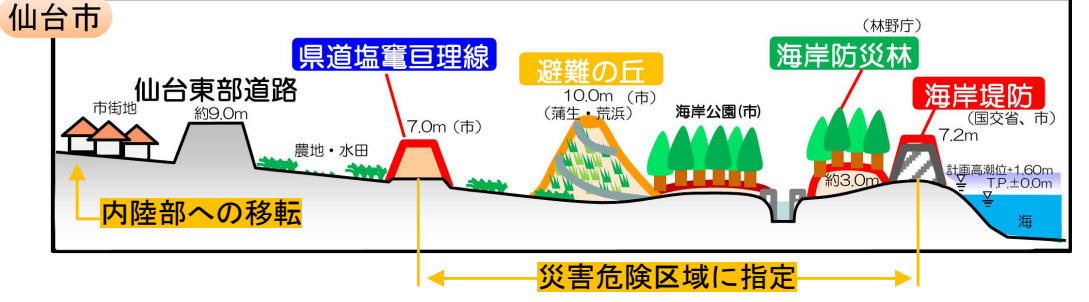 仙台市
(林野庁)
県道塩竃亘理線
避難の丘
海岸防災林
海岸堤防
(国交省、市)
仙台東部道路
約9.0m
市街地
7.0m(市)
10.0m(市)
(蒲生・荒浜)
海岸公園(市)
7.2m
農地・水田
約3.0m
計画高潮位+1.60m
T.P.±0.0m
海
内陸部への移転
災害危険区域に指定